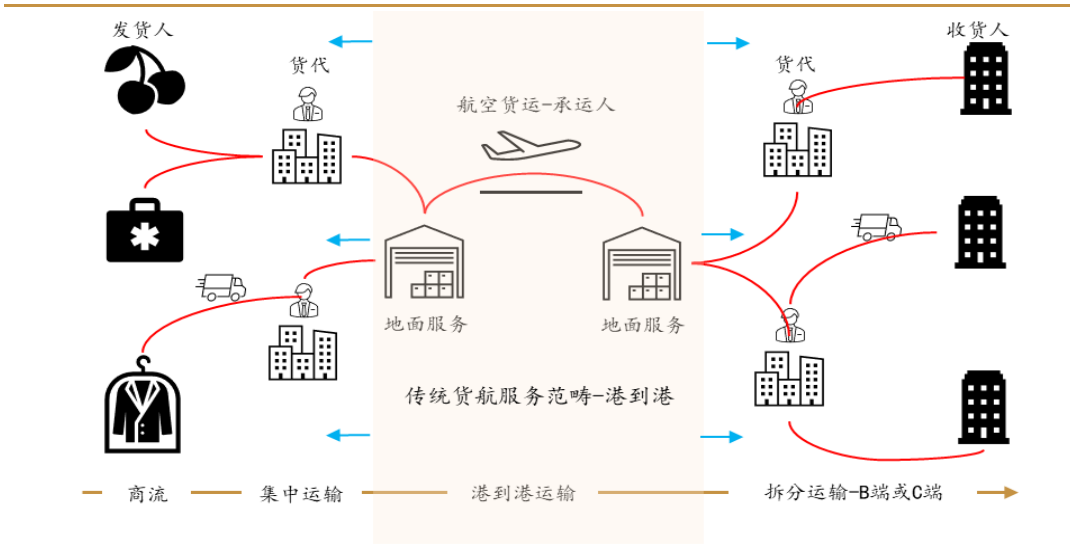 发货人
收货人
货代
货代
航空货运-承运人
地面服务
地面服务
传统货航服务范畴-港到港
商流
集中运输
港到港运输
拆分运输-B端或C端